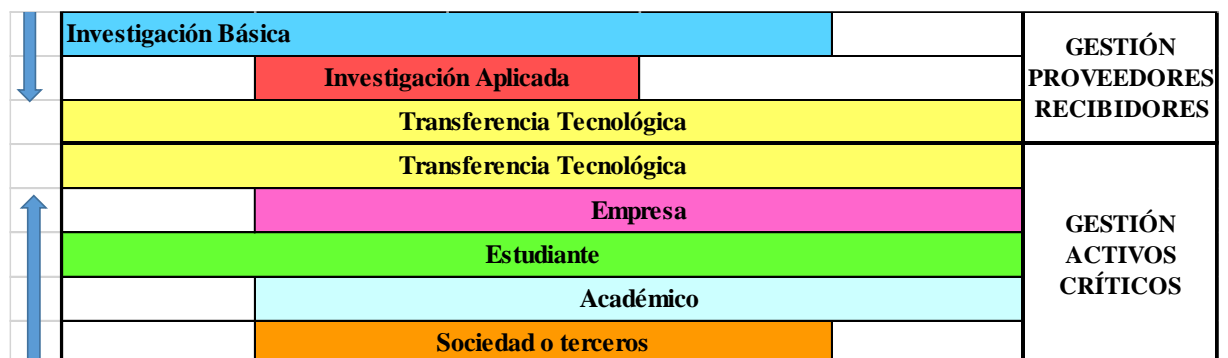 Investigación Básica
Investigación Aplicada
Transferencia Tecnológica
GESTIÓN
PROVEEDORES
RECIBIDORES
Transferencia Tecnológica
Empresa
Estudiante
Académico
Sociedad o terceros
GESTIÓN
ACTIVOS
CRÍTICOS